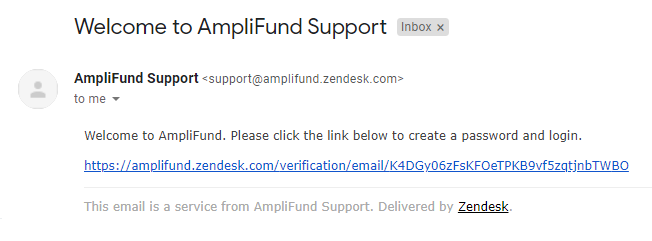 Welcome to AmpliFund Support Inbox x
AmpliFund Support <support@amplifund.zendesk.com>
to me
Welcome to AmpliFund. Please click the link below to create a password and login.
https://amplifund.zendesk.com/verification/email/K4DGy06zFsKFOeTPKB9vf5zqtjnbTWBO
This email is a service from AmpliFund Support. Delivered by Zendesk.